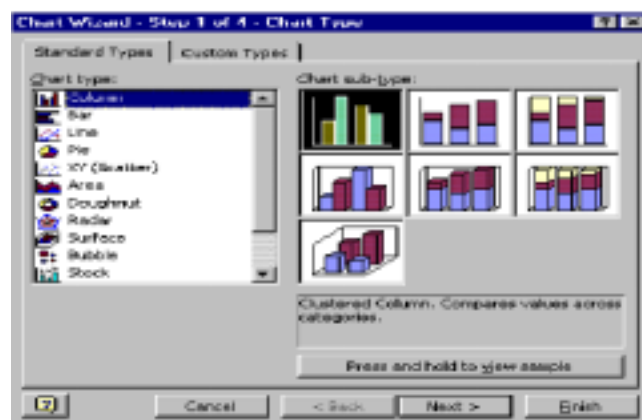 Chart Wizard - Step 1 of 4 - Chart Type
Standard Types Custom Types
Chart type:
Column
Bar
Line
Pie
XY (Scatter)
Area
Doughnut
Radar
Surface
Bubble
Stock
Chart sub-type:
Clustered Column. Compares values across
categories.
Press and hold to view sample
Cancel < Back Next > Finish